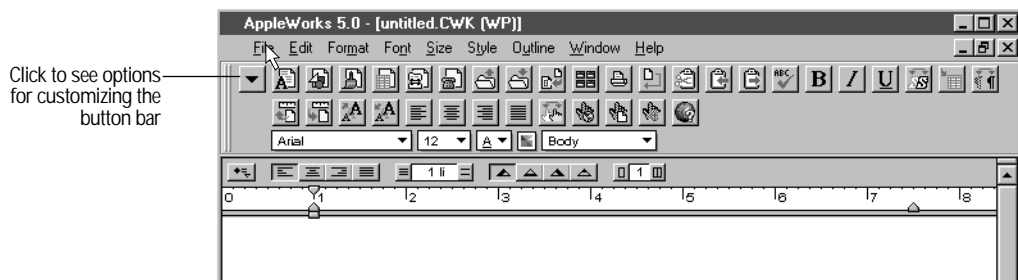 AppleWorks 5.0 - [untitled.CWK (WP)]
File Edit Format Font Size Style Outline Window Help
Click to see options
for customizing the
button bar
ABC B I U
Arial 12 A Body
1 li 1
0 1 2 3 4 5 6 7 8